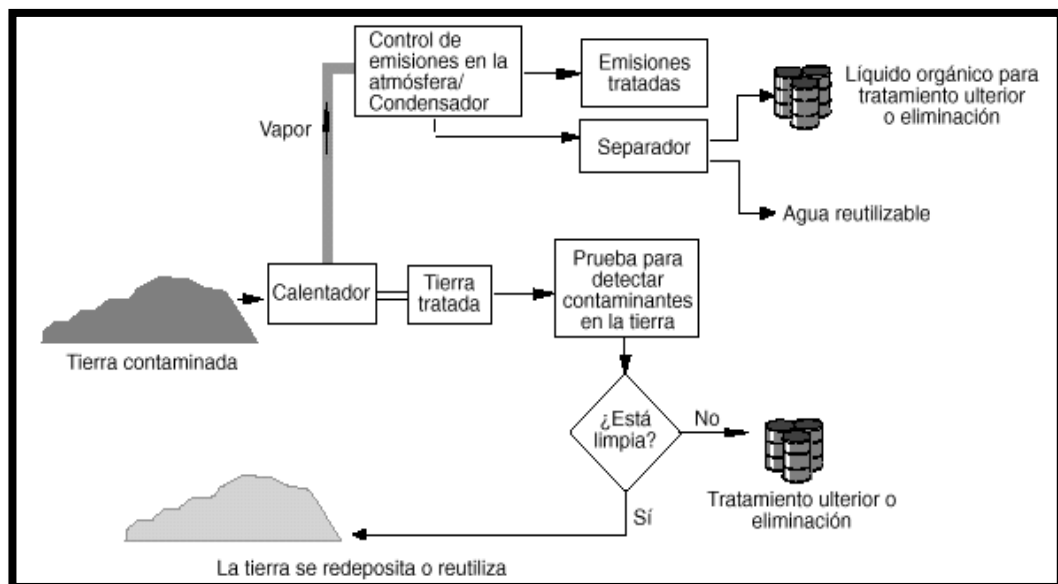 Control de
emisiones en la
atmósfera/
Condensador
Emisiones
tratadas
Líquido orgánico para
tratamiento ulterior
o eliminación
Vapor
Separador
Agua reutilizable
Calentador
Tierra
tratada
Prueba para
detectar
contaminantes
en la tierra
Tierra contaminada
¿Está
limpia?
No
Tratamiento ulterior o
eliminación
Sí
La tierra se redeposita o reutiliza